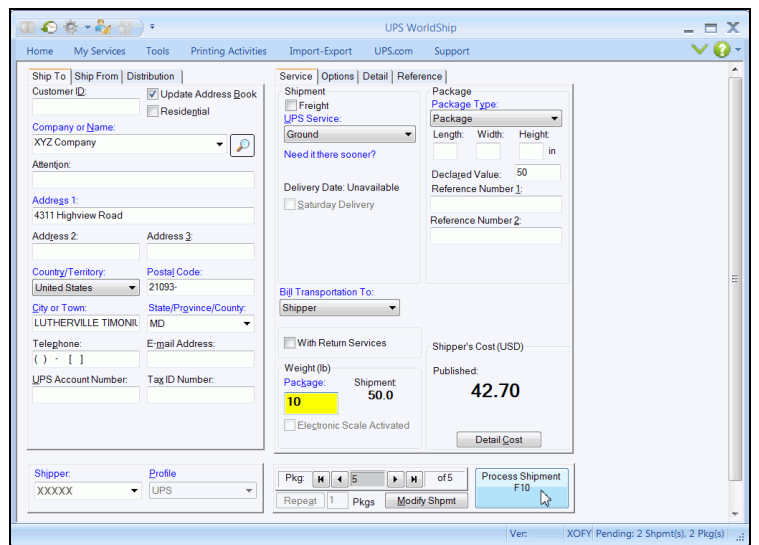 UPS WorldShip
Home My Services Tools Printing Activities Import-Export UPS.com Support
Ship To Ship From Distribution
Customer ID:
Update Address Book
Residential
Company or Name:
XYZ Company
Attention:
Address 1:
4311 Highview Road
Address 2: Address 3:
Country/Territory: Postal Code:
United States 21093-
City or Town: State/Province/County:
LUTHERVILLE TIMONIL MD
Telephone: E-mail Address:
( ) - [ ]
UPS Account Number: Tax ID Number:
Shipper: Profile
XXXXX UPS
Service Options Detail Reference
Shipment
Freight
UPS Service:
Ground
Need it there sooner?
Delivery Date: Unavailable
Saturday Delivery
Bill Transportation To:
Shipper
With Return Services
Weight (lb)
Package: Shipment:
10 50.0
Electronic Scale Activated
Package
Package Type:
Package
Length: Width: Height:
in
Declared Value: 50
Reference Number 1:
Reference Number 2:
Shipper's Cost (USD)
Published:
42.70
Detail Cost
Pkg: 5 of 5
Repeat 1 Pkgs Modify Shpmt
Process Shipment
F10
Ver: XOFY Pending: 2 Shpmt(s), 2 Pkg(s)